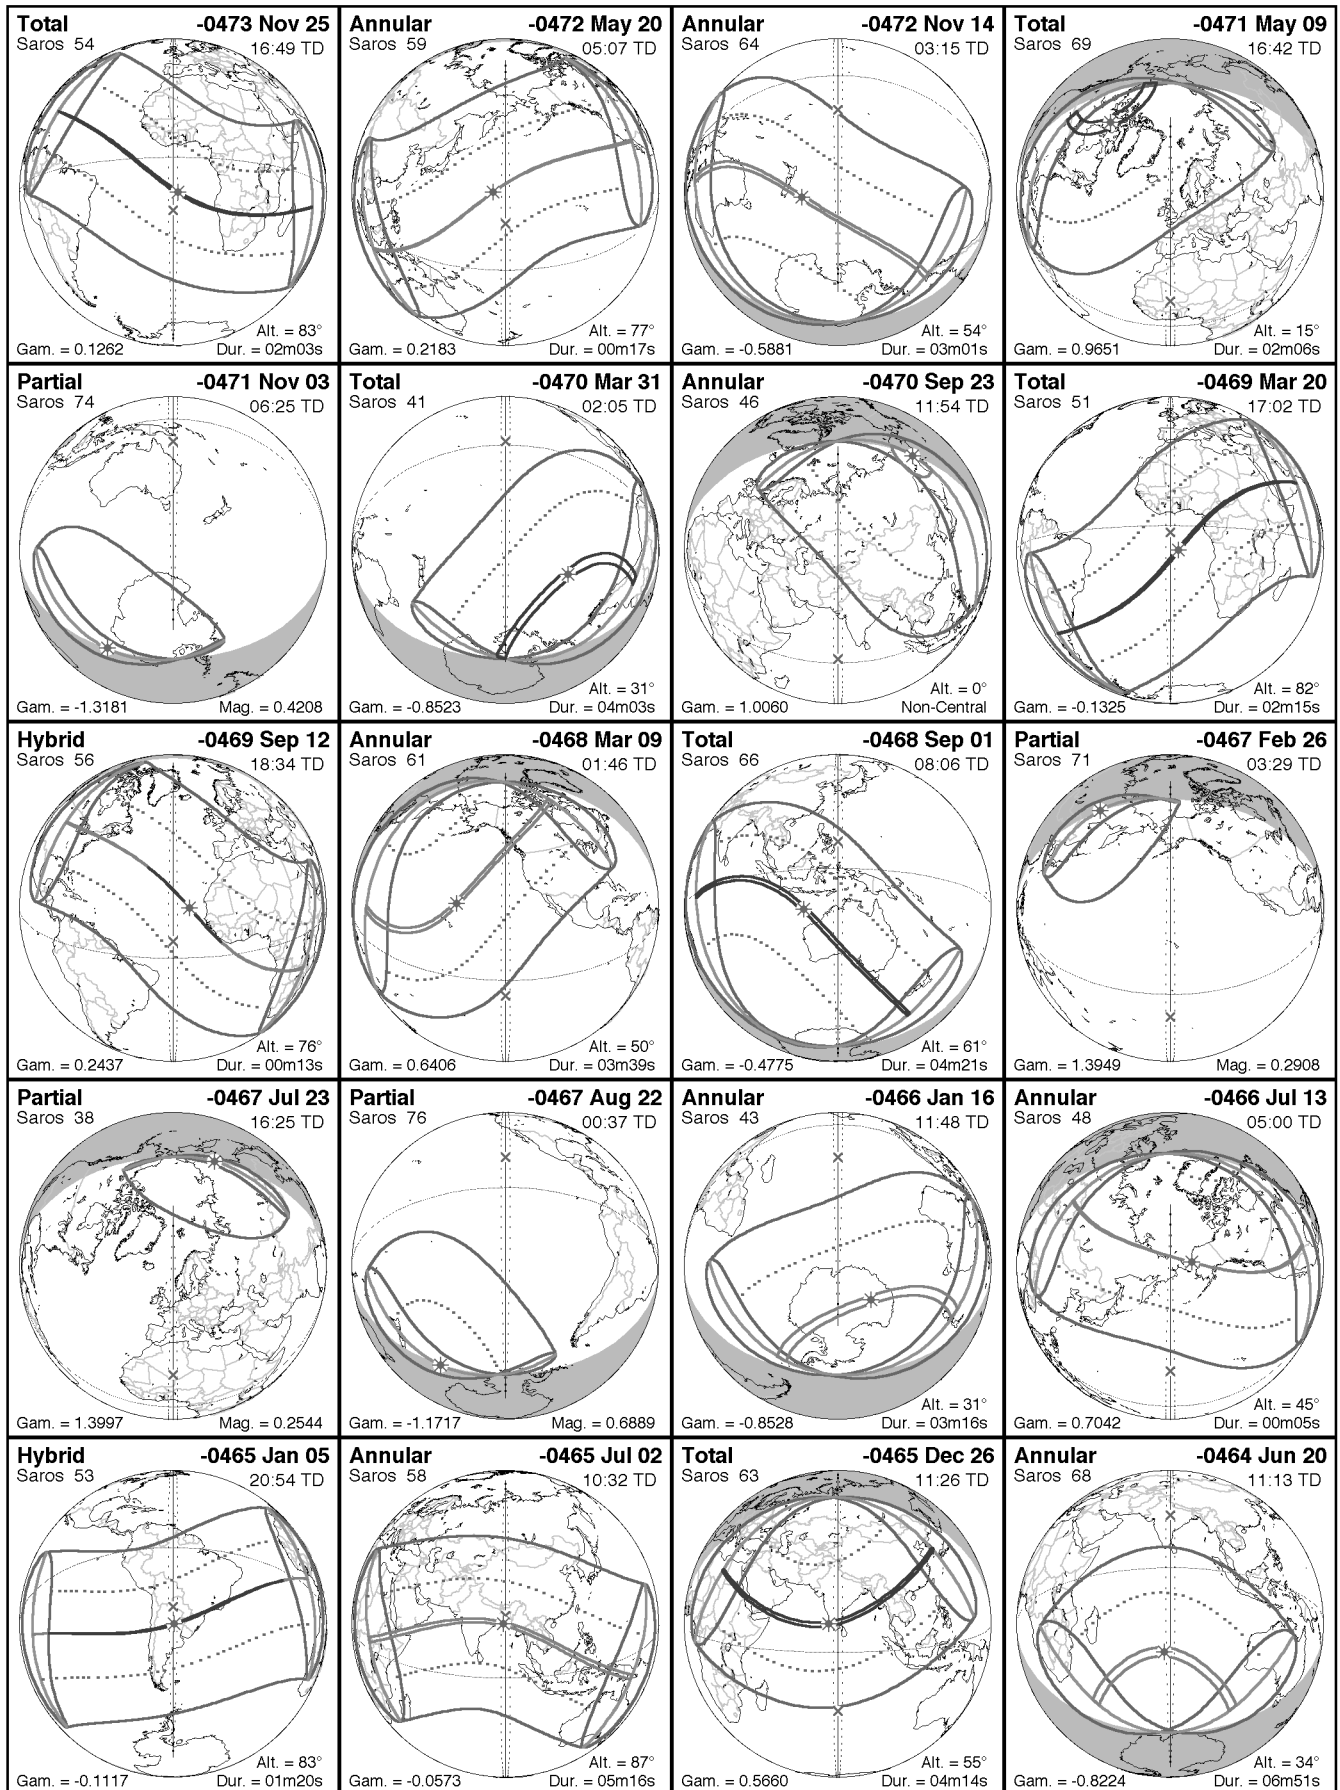 Total -0473 Nov 25
Saros 54 16:49 TD
Alt. = 83°
Gam. = 0.1262 Dur. = 02m03s
Annular -0472 May 20
Saros 59 05:07 TD
Alt. = 77°
Gam. = 0.2183 Dur. = 00m17s
Annular -0472 Nov 14
Saros 64 03:15 TD
Alt. = 54°
Gam. = -0.5881 Dur. = 03m01s
Total -0471 May 09
Saros 69 16:42 TD
Alt. = 15°
Gam. = 0.9651 Dur. = 02m06s
Partial -0471 Nov 03
Saros 74 06:25 TD
Gam. = -1.3181 Mag. = 0.4208
Total -0470 Mar 31
Saros 41 02:05 TD
Alt. = 31°
Gam. = -0.8523 Dur. = 04m03s
Annular -0470 Sep 23
Saros 46 11:54 TD
Alt. = 0°
Gam. = 1.0060 Non-Central
Total -0469 Mar 20
Saros 51 17:02 TD
Alt. = 82°
Gam. = -0.1325 Dur. = 02m15s
Hybrid -0469 Sep 12
Saros 56 18:34 TD
Alt. = 76°
Gam. = 0.2437 Dur. = 00m13s
Annular -0468 Mar 09
Saros 61 01:46 TD
Alt. = 50°
Gam. = 0.6406 Dur. = 03m39s
Total -0468 Sep 01
Saros 66 08:06 TD
Alt. = 61°
Gam. = -0.4775 Dur. = 04m21s
Partial -0467 Feb 26
Saros 71 03:29 TD
Gam. = 1.3949 Mag. = 0.2908
Partial -0467 Jul 23
Saros 38 16:25 TD
Gam. = 1.3997 Mag. = 0.2544
Partial -0467 Aug 22
Saros 76 00:37 TD
Gam. = -1.1717 Mag. = 0.6889
Annular -0466 Jan 16
Saros 43 11:48 TD
Alt. = 31°
Gam. = -0.8528 Dur. = 03m16s
Annular -0466 Jul 13
Saros 48 05:00 TD
Alt. = 45°
Gam. = 0.7042 Dur. = 00m05s
Hybrid -0465 Jan 05
Saros 53 20:54 TD
Alt. = 83°
Gam. = -0.1117 Dur. = 01m20s
Annular -0465 Jul 02
Saros 58 10:32 TD
Alt. = 87°
Gam. = -0.0573 Dur. = 05m16s
Total -0465 Dec 26
Saros 63 11:26 TD
Alt. = 55°
Gam. = 0.5660 Dur. = 04m14s
Annular -0464 Jun 20
Saros 68 11:13 TD
Alt. = 34°
Gam. = -0.8224 Dur. = 06m51s